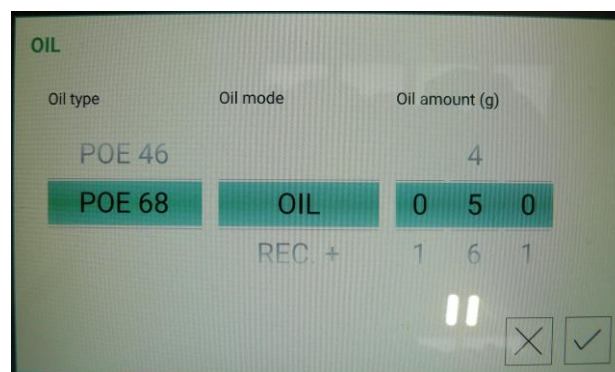 OIL
Oil type Oil mode Oil amount (g)
POE 46 4
POE 68 OIL 0 5 0
REC. + 1 6 1